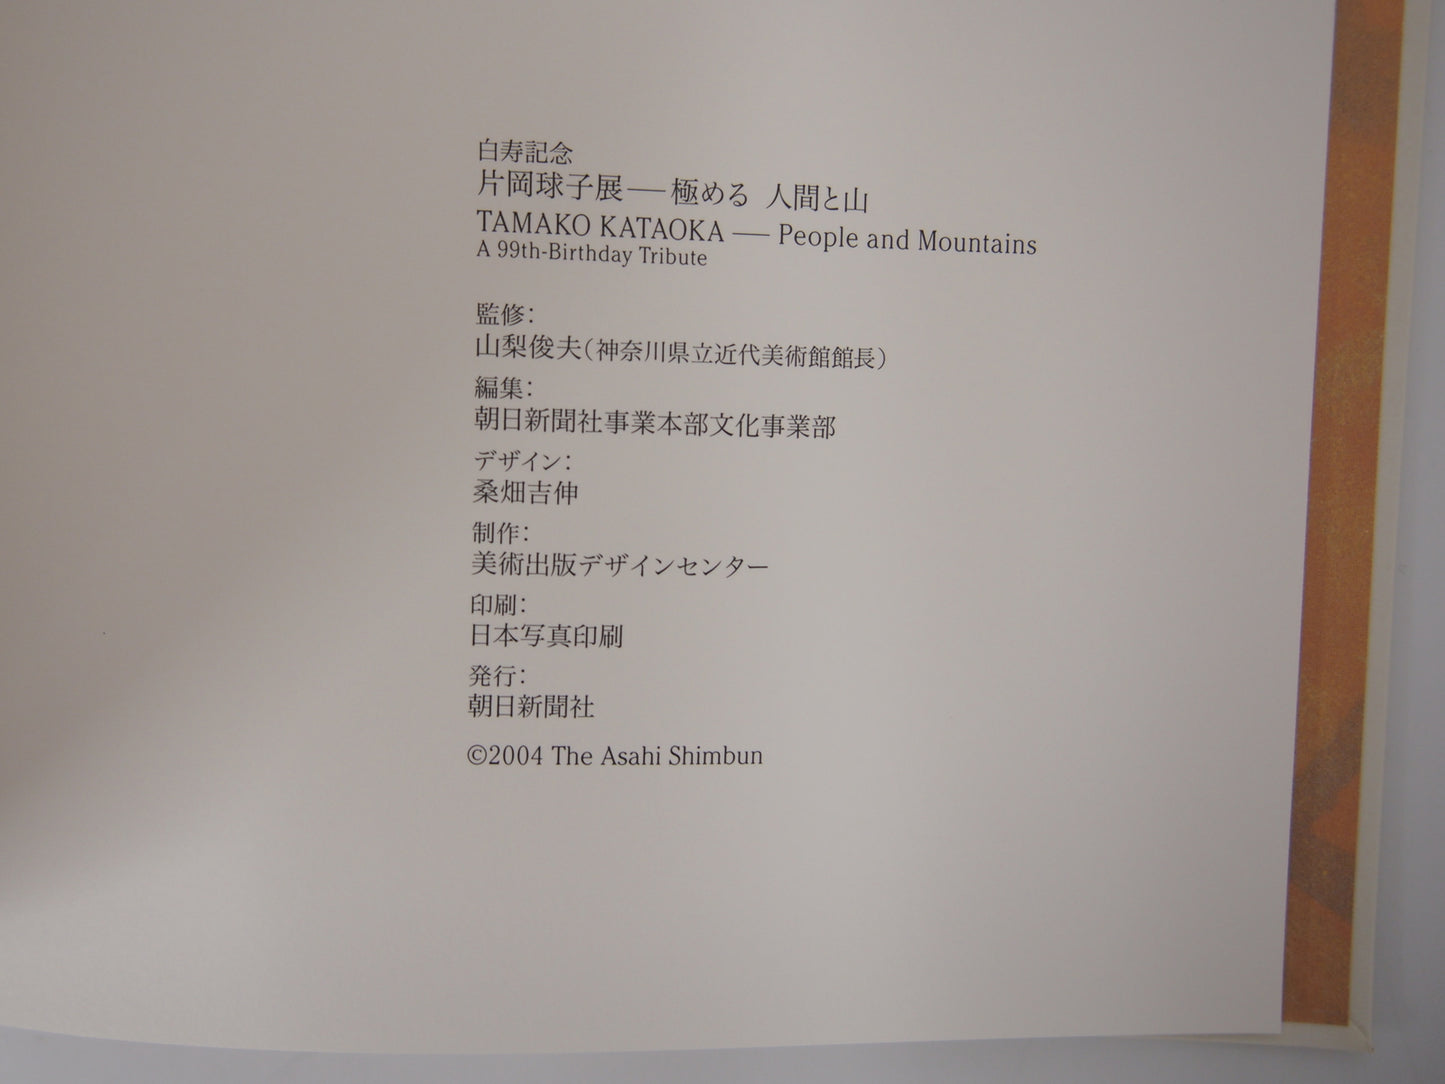 白寿記念
片岡球子展──極める 人間と山
TAMAKO KATAOKA ── People and Mountains
A 99th-Birthday Tribute
監修:
山梨俊夫(神奈川県立近代美術館館長)
編集:
朝日新聞社事業本部文化事業部
デザイン:
桑畑吉伸
制作:
美術出版デザインセンター
印刷:
日本写真印刷
発行:
朝日新聞社
©2004 The Asahi Shimbun